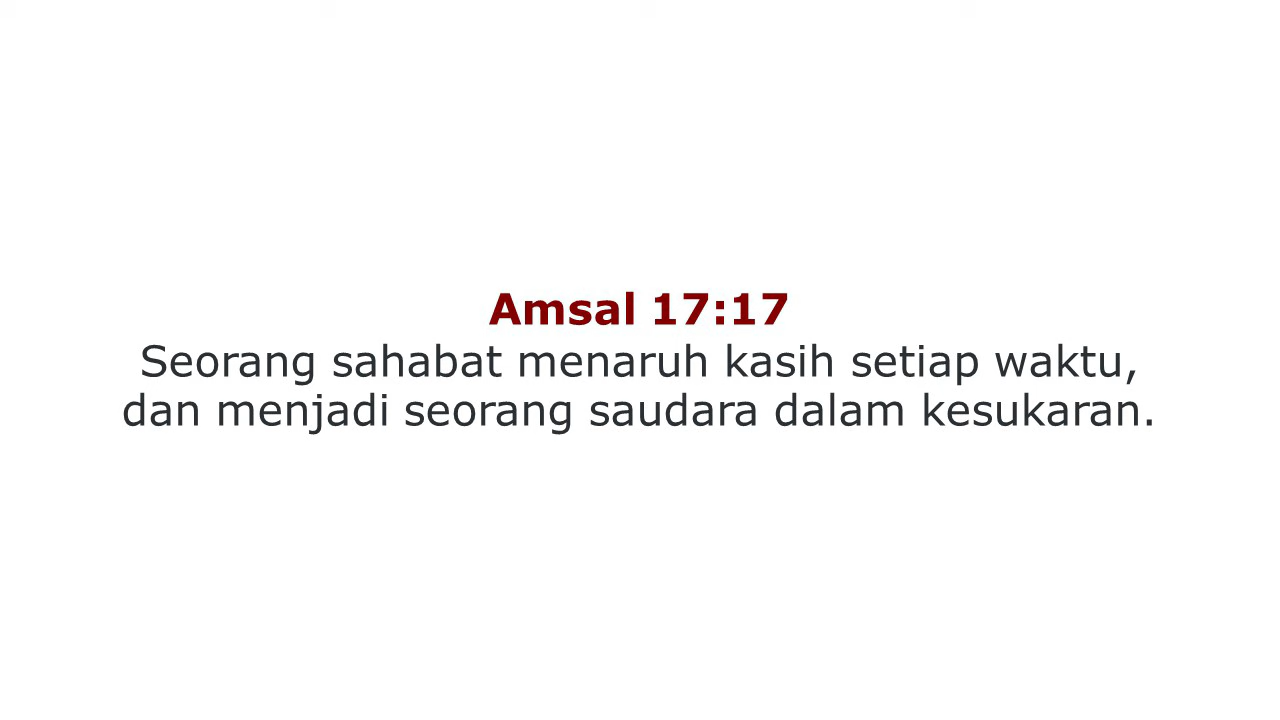 Amsal 17:17
Seorang sahabat menaruh kasih setiap waktu,
dan menjadi seorang saudara dalam kesukaran.